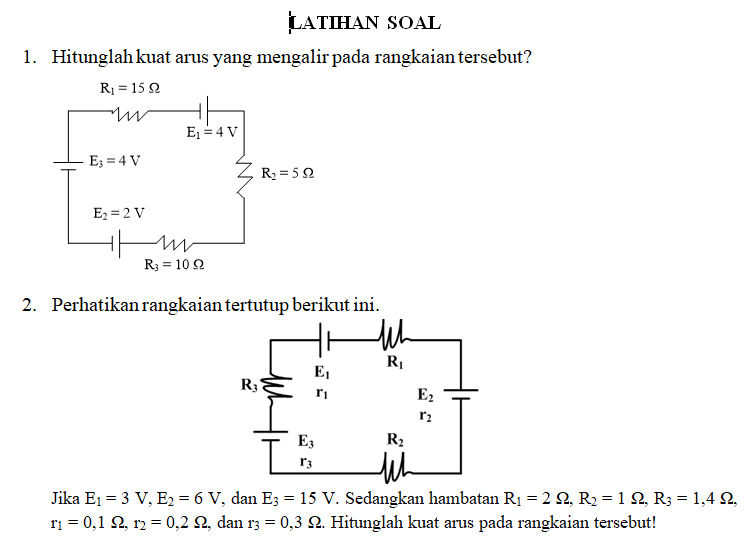 LATIHAN SOAL
1. Hitunglah kuat arus yang mengalir pada rangkaian tersebut?
R₁ = 15 Ω
E₁ = 4 V
E₃ = 4 V
R₂ = 5 Ω
E₂ = 2 V
R₃ = 10 Ω
2. Perhatikan rangkaian tertutup berikut ini.
R₁
E₁
r₁
R₃
E₂
r₂
E₃
r₃
R₂
Jika E₁ = 3 V, E₂ = 6 V, dan E₃ = 15 V. Sedangkan hambatan R₁ = 2 Ω, R₂ = 1 Ω, R₃ = 1,4 Ω,
r₁ = 0,1 Ω, r₂ = 0,2 Ω, dan r₃ = 0,3 Ω. Hitunglah kuat arus pada rangkaian tersebut!